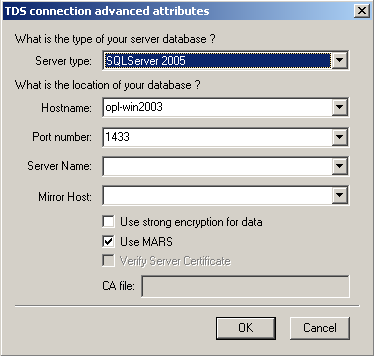 TDS connection advanced attributes
What is the type of your server database ?
Server type: SQLServer 2005
What is the location of your database ?
Hostname: opl-win2003
Port number: 1433
Server Name:
Mirror Host:
Use strong encryption for data
Use MARS
Verify Server Certificate
CA file:
OK Cancel